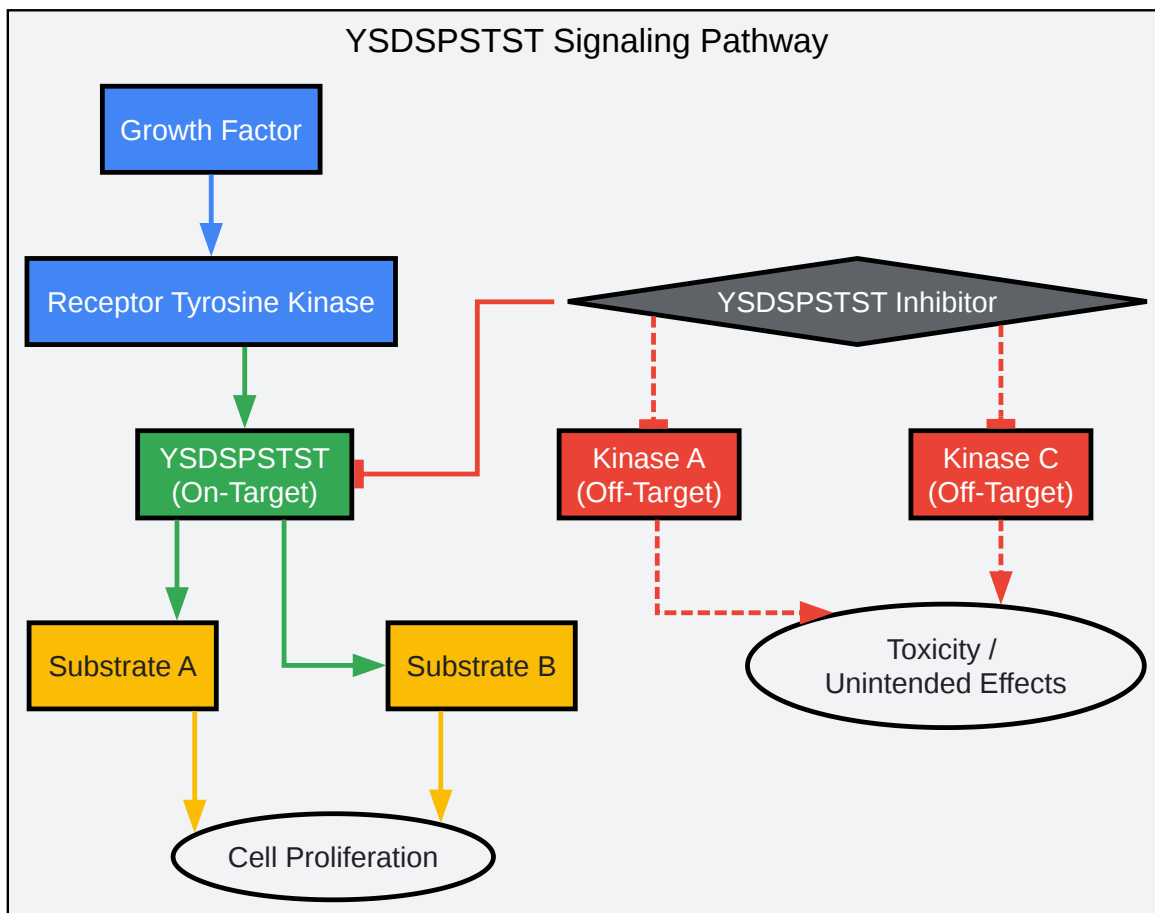 YSDSPSTST Signaling Pathway
Growth Factor
Receptor Tyrosine Kinase
YSDSPSTST Inhibitor
YSDSPSTST
(On-Target)
Kinase A
(Off-Target)
Kinase C
(Off-Target)
Substrate A
Substrate B
Toxicity /
Unintended Effects
Cell Proliferation